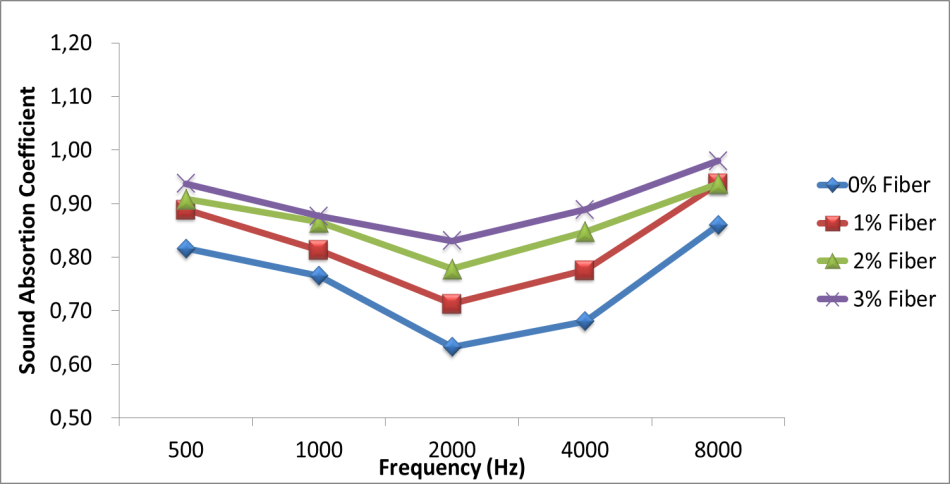 Sound Absortion Coefficient
1,20
1,10
1,00
0,90
0,80
0,70
0,60
0,50
500 1000 2000 4000 8000
Frequency (Hz)
0% Fiber
1% Fiber
2% Fiber
3% Fiber